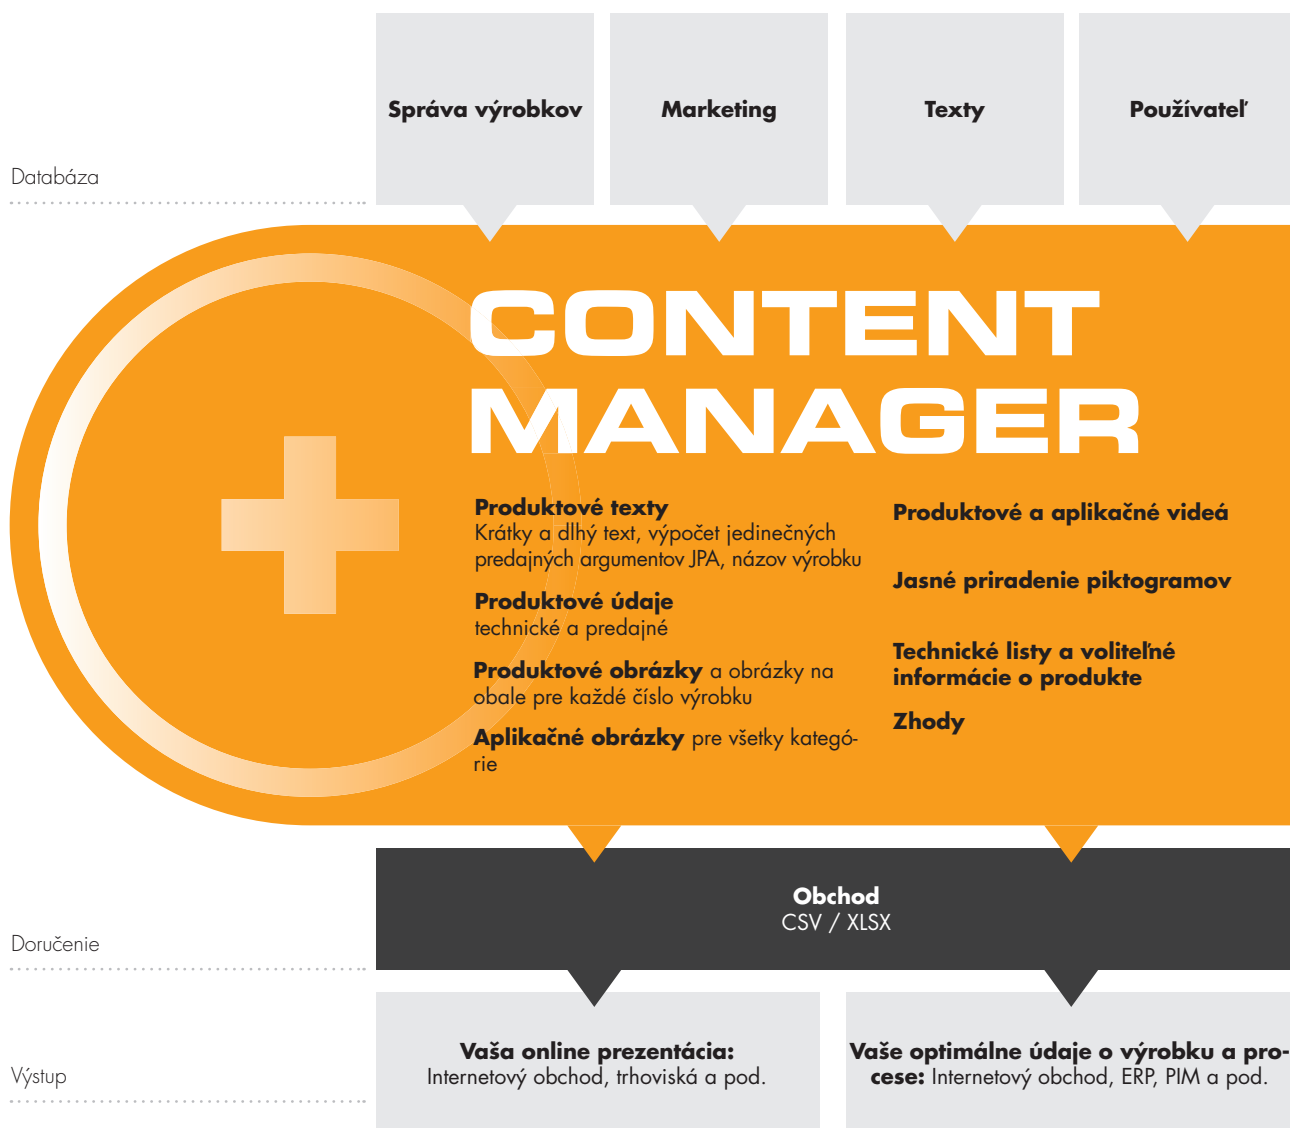 Správa výrobkov
Marketing
Texty
Používateľ
Databáza
CONTENT
MANAGER
Produktové texty
Krátky a dlhý text, výpočet jedinečných
predajných argumentov JPA, názov výrobku
Produktové údaje
technické a predajné
Produktové obrázky a obrázky na
obale pre každé číslo výrobku
Aplikačné obrázky pre všetky kategó-
rie
Produktové a aplikačné videá
Jasné priradenie piktogramov
Technické listy a voliteľné
informácie o produkte
Zhody
Obchod
CSV / XLSX
Doručenie
Vaša online prezentácia:
Internetový obchod, trhoviská a pod.
Vaše optimálne údaje o výrobku a pro-
cese: Internetový obchod, ERP, PIM a pod.
Výstup